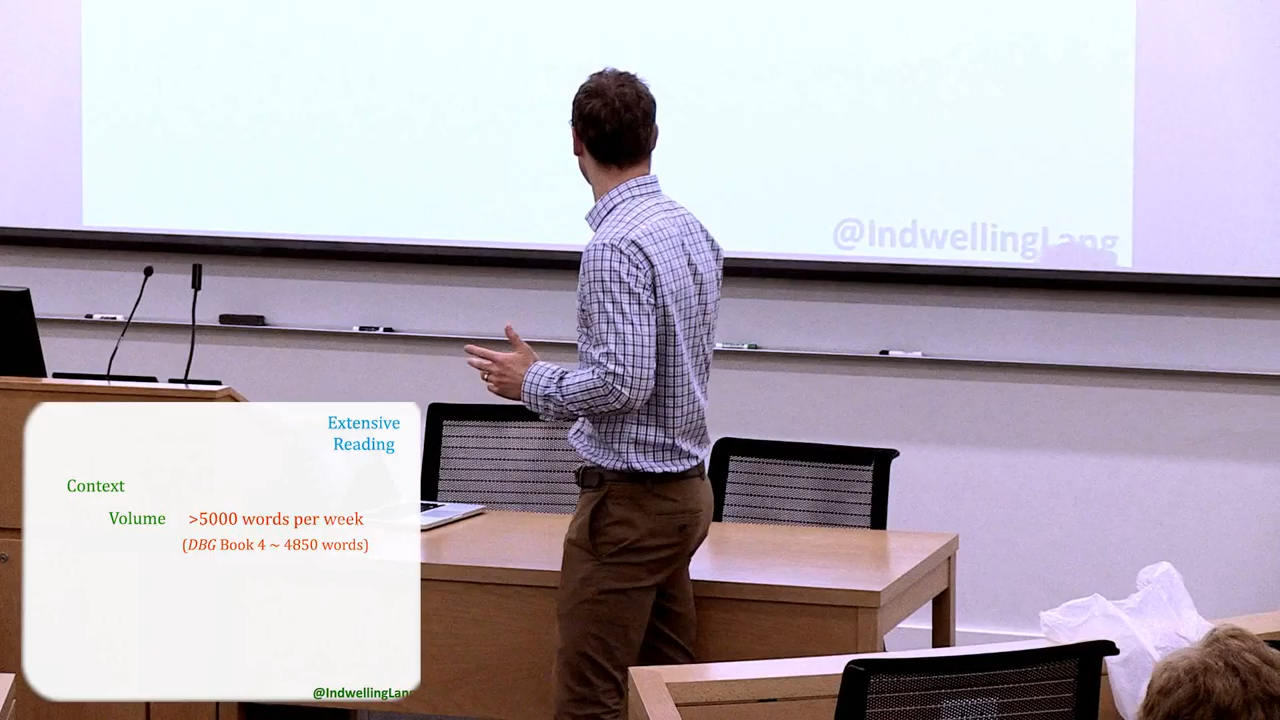 @IndwellingLang
Extensive
Reading
Context
Volume >5000 words per week
(DBG Book 4 ~ 4850 words)
@IndwellingLang